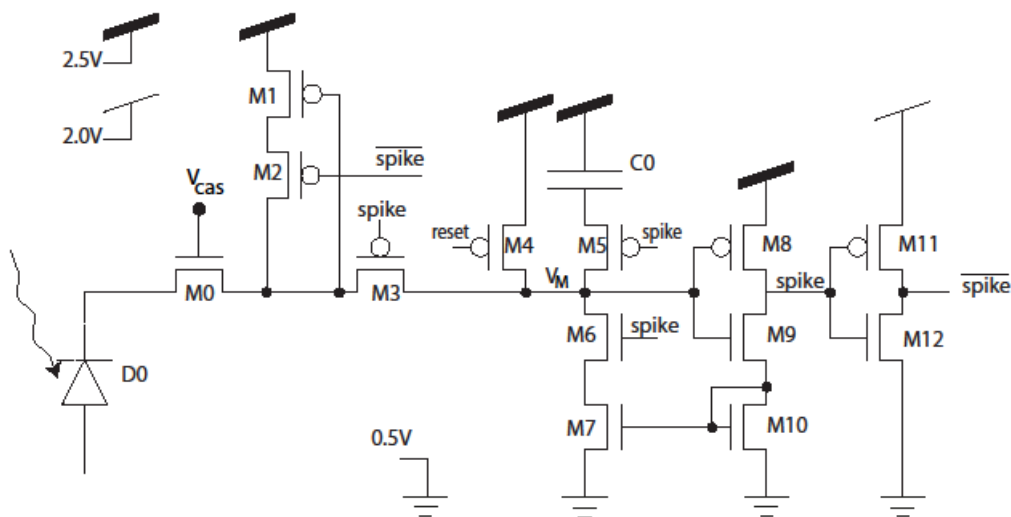 2.5V
2.0V
M1
M2
spike
V
cas
spike
M0
M3
reset
M4
C0
M5
spike
V
M
M8
spike
M11
spike
M6
spike
M9
M12
D0
M7
M10
0.5V